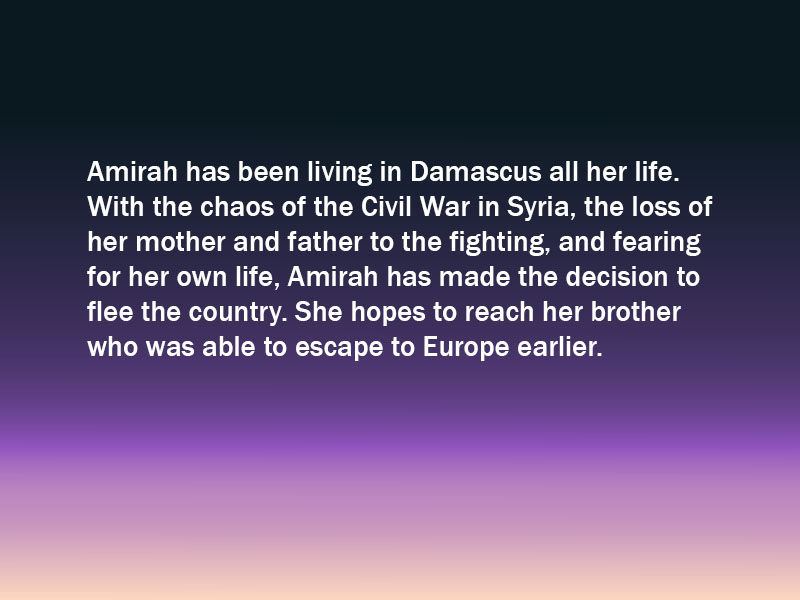 Amirah has been living in Damascus all her life.
With the chaos of the Civil War in Syria, the loss of
her mother and father to the fighting, and fearing
for her own life, Amirah has made the decision to
flee the country. She hopes to reach her brother
who was able to escape to Europe earlier.